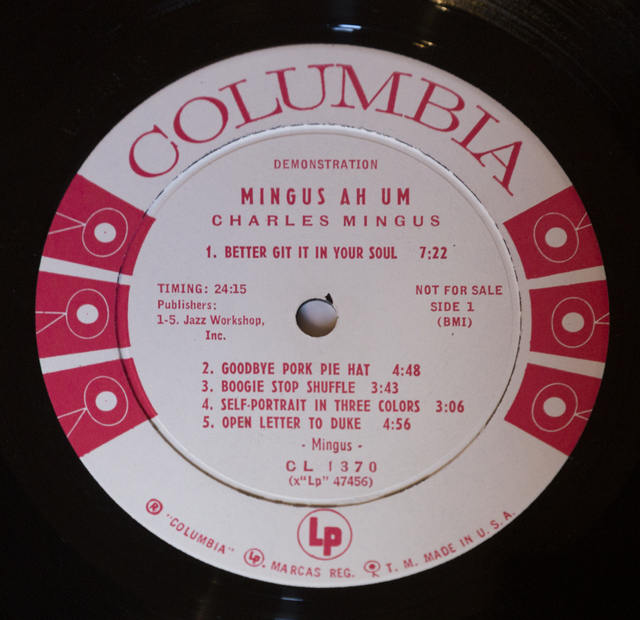 COLUMBIA
DEMONSTRATION
MINGUS AH UM
CHARLES MINGUS
1. BETTER GIT IT IN YOUR SOUL 7:22
TIMING: 24:15
Publishers:
1-5. Jazz Workshop,
Inc.
NOT FOR SALE
SIDE 1
(BMI)
2. GOODBYE PORK PIE HAT 4:48
3. BOOGIE STOP SHUFFLE 3:43
4. SELF-PORTRAIT IN THREE COLORS 3:06
5. OPEN LETTER TO DUKE 4:56
- Mingus -
CL 1370
(x"Lp" 47456)
Lp
® "COLUMBIA" Lp. MARCAS REG. T. M. MADE IN U. S. A.